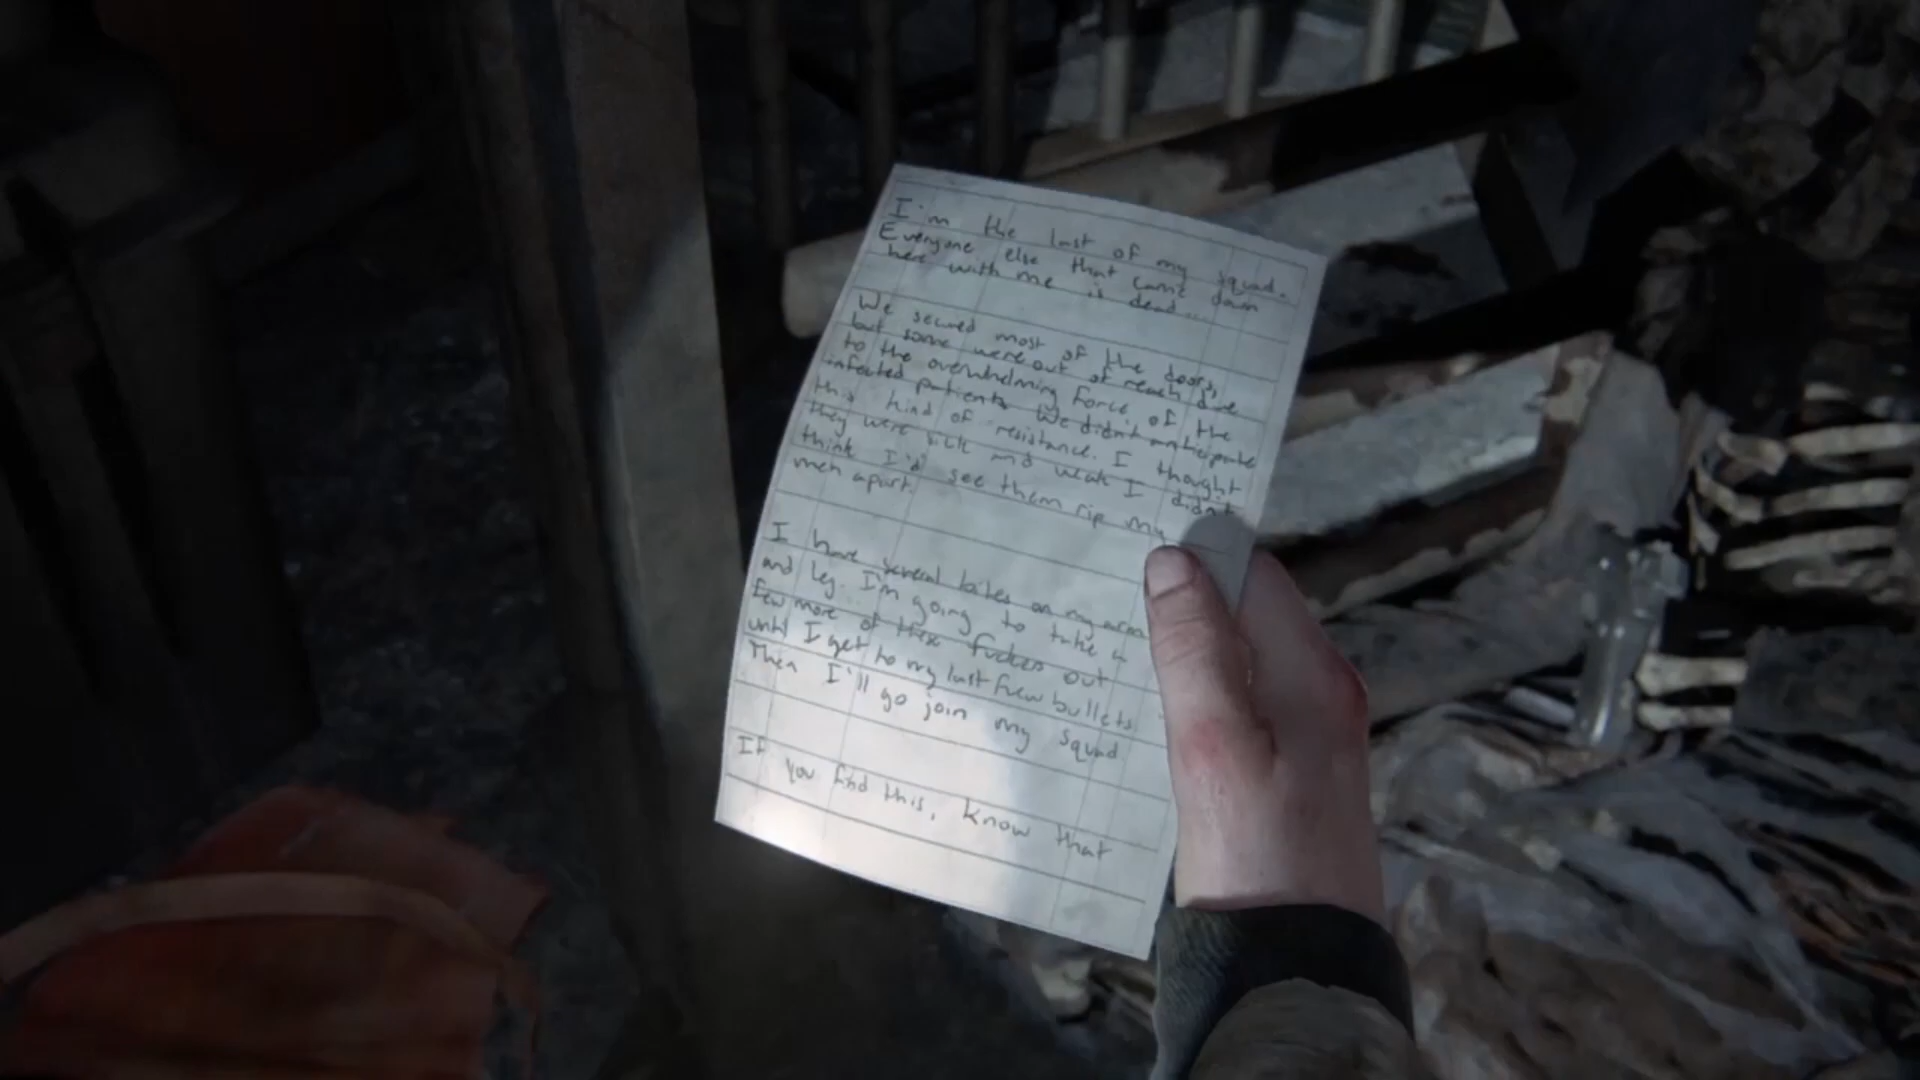 I'm the last of my squad.
Everyone else that came down
here with me is dead...
We secured most of the doors,
but some were out of reach due
to the overwhelming force of the
infected patients. We didn't anticipate
this kind of resistance. I thought
they were sick and weak I didn't
think I'd see them rip my
men apart.
I have several bites on my arm
and leg. I'm going to take a
few more of these fuckes out
until I get to my last few bullets.
Then I'll go join my squad
If you find this, know that